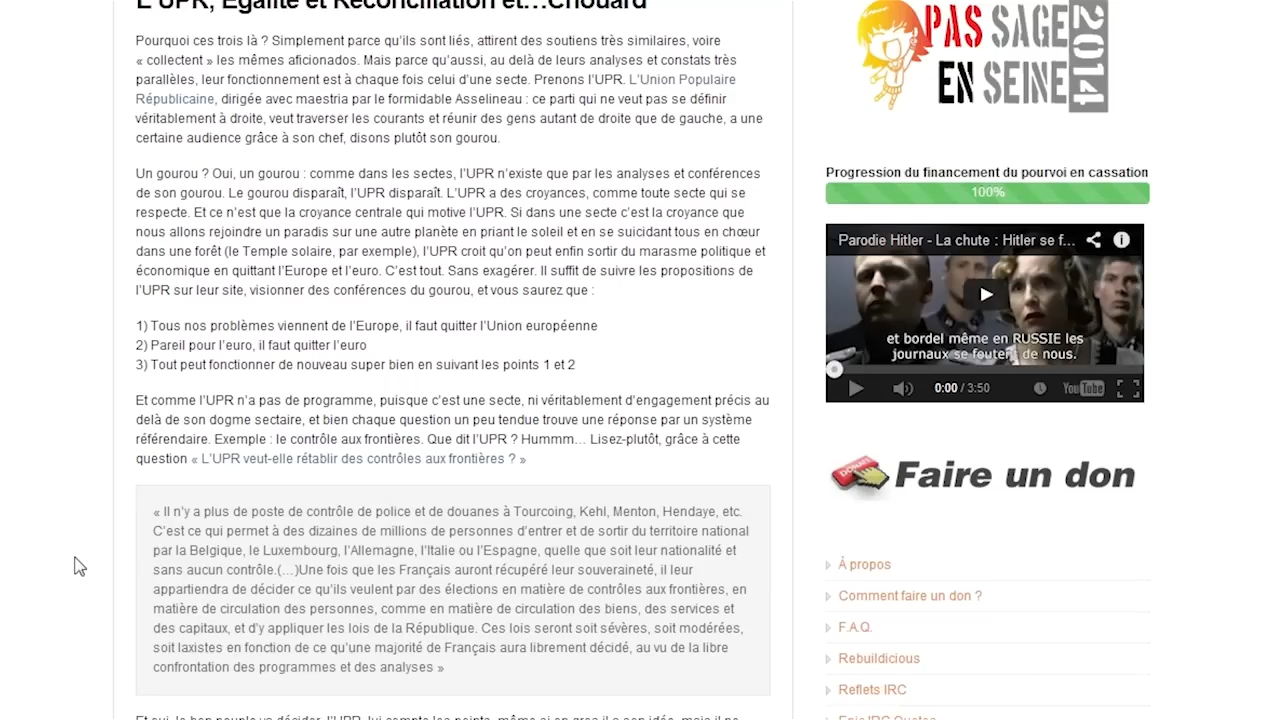 L'UPR, Egalité et Réconciliation et…Chouard
Pourquoi ces trois là ? Simplement parce qu'ils sont liés, attirent des soutiens très similaires, voire
« collectent » les mêmes aficionados. Mais parce qu'aussi, au delà de leurs analyses et constats très
parallèles, leur fonctionnement est à chaque fois celui d'une secte. Prenons l'UPR. L'Union Populaire
Républicaine, dirigée avec maestria par le formidable Asselineau : ce parti qui ne veut pas se définir
véritablement à droite, veut traverser les courants et réunir des gens autant de droite que de gauche, a une
certaine audience grâce à son chef, disons plutôt son gourou.
Un gourou ? Oui, un gourou : comme dans les sectes, l'UPR n'existe que par les analyses et conférences
de son gourou. Le gourou disparaît, l'UPR disparaît. L'UPR a des croyances, comme toute secte qui se
respecte. Et ce n'est que la croyance centrale qui motive l'UPR. Si dans une secte c'est la croyance que
nous allons rejoindre un paradis sur une autre planète en priant le soleil et en se suicidant tous en chœur
dans une forêt (le Temple solaire, par exemple), l'UPR croit qu'on peut enfin sortir du marasme politique et
économique en quittant l'Europe et l'euro. C'est tout. Sans exagérer. Il suffit de suivre les propositions de
l'UPR sur leur site, visionner des conférences du gourou, et vous saurez que :
1) Tous nos problèmes viennent de l'Europe, il faut quitter l'Union européenne
2) Pareil pour l'euro, il faut quitter l'euro
3) Tout peut fonctionner de nouveau super bien en suivant les points 1 et 2
Et comme l'UPR n'a pas de programme, puisque c'est une secte, ni véritablement d'engagement précis au
delà de son dogme sectaire, et bien chaque question un peu tendue trouve une réponse par un système
référendaire. Exemple : le contrôle aux frontières. Que dit l'UPR ? Hummm… Lisez-plutôt, grâce à cette
question « L'UPR veut-elle rétablir des contrôles aux frontières ? »
« Il n'y a plus de poste de contrôle de police et de douanes à Tourcoing, Kehl, Menton, Hendaye, etc.
C'est ce qui permet à des dizaines de millions de personnes d'entrer et de sortir du territoire national
par la Belgique, le Luxembourg, l'Allemagne, l'Italie ou l'Espagne, quelle que soit leur nationalité et
sans aucun contrôle.(…)Une fois que les Français auront récupéré leur souveraineté, il leur
appartiendra de décider ce qu'ils veulent par des élections en matière de contrôles aux frontières, en
matière de circulation des personnes, comme en matière de circulation des biens, des services et
des capitaux, et d'y appliquer les lois de la République. Ces lois seront soit sévères, soit modérées,
soit laxistes en fonction de ce qu'une majorité de Français aura librement décidé, au vu de la libre
confrontation des programmes et des analyses »
PAS SAGE
EN SEINE
2014
Progression du financement du pourvoi en cassation
100%
Parodie Hitler - La chute : Hitler se f...
et bordel même en RUSSIE les
journaux se foutent de nous.
0:00 / 3:50
YouTube
DONATE
Faire un don
À propos
Comment faire un don ?
F.A.Q.
Rebuildicious
Reflets IRC